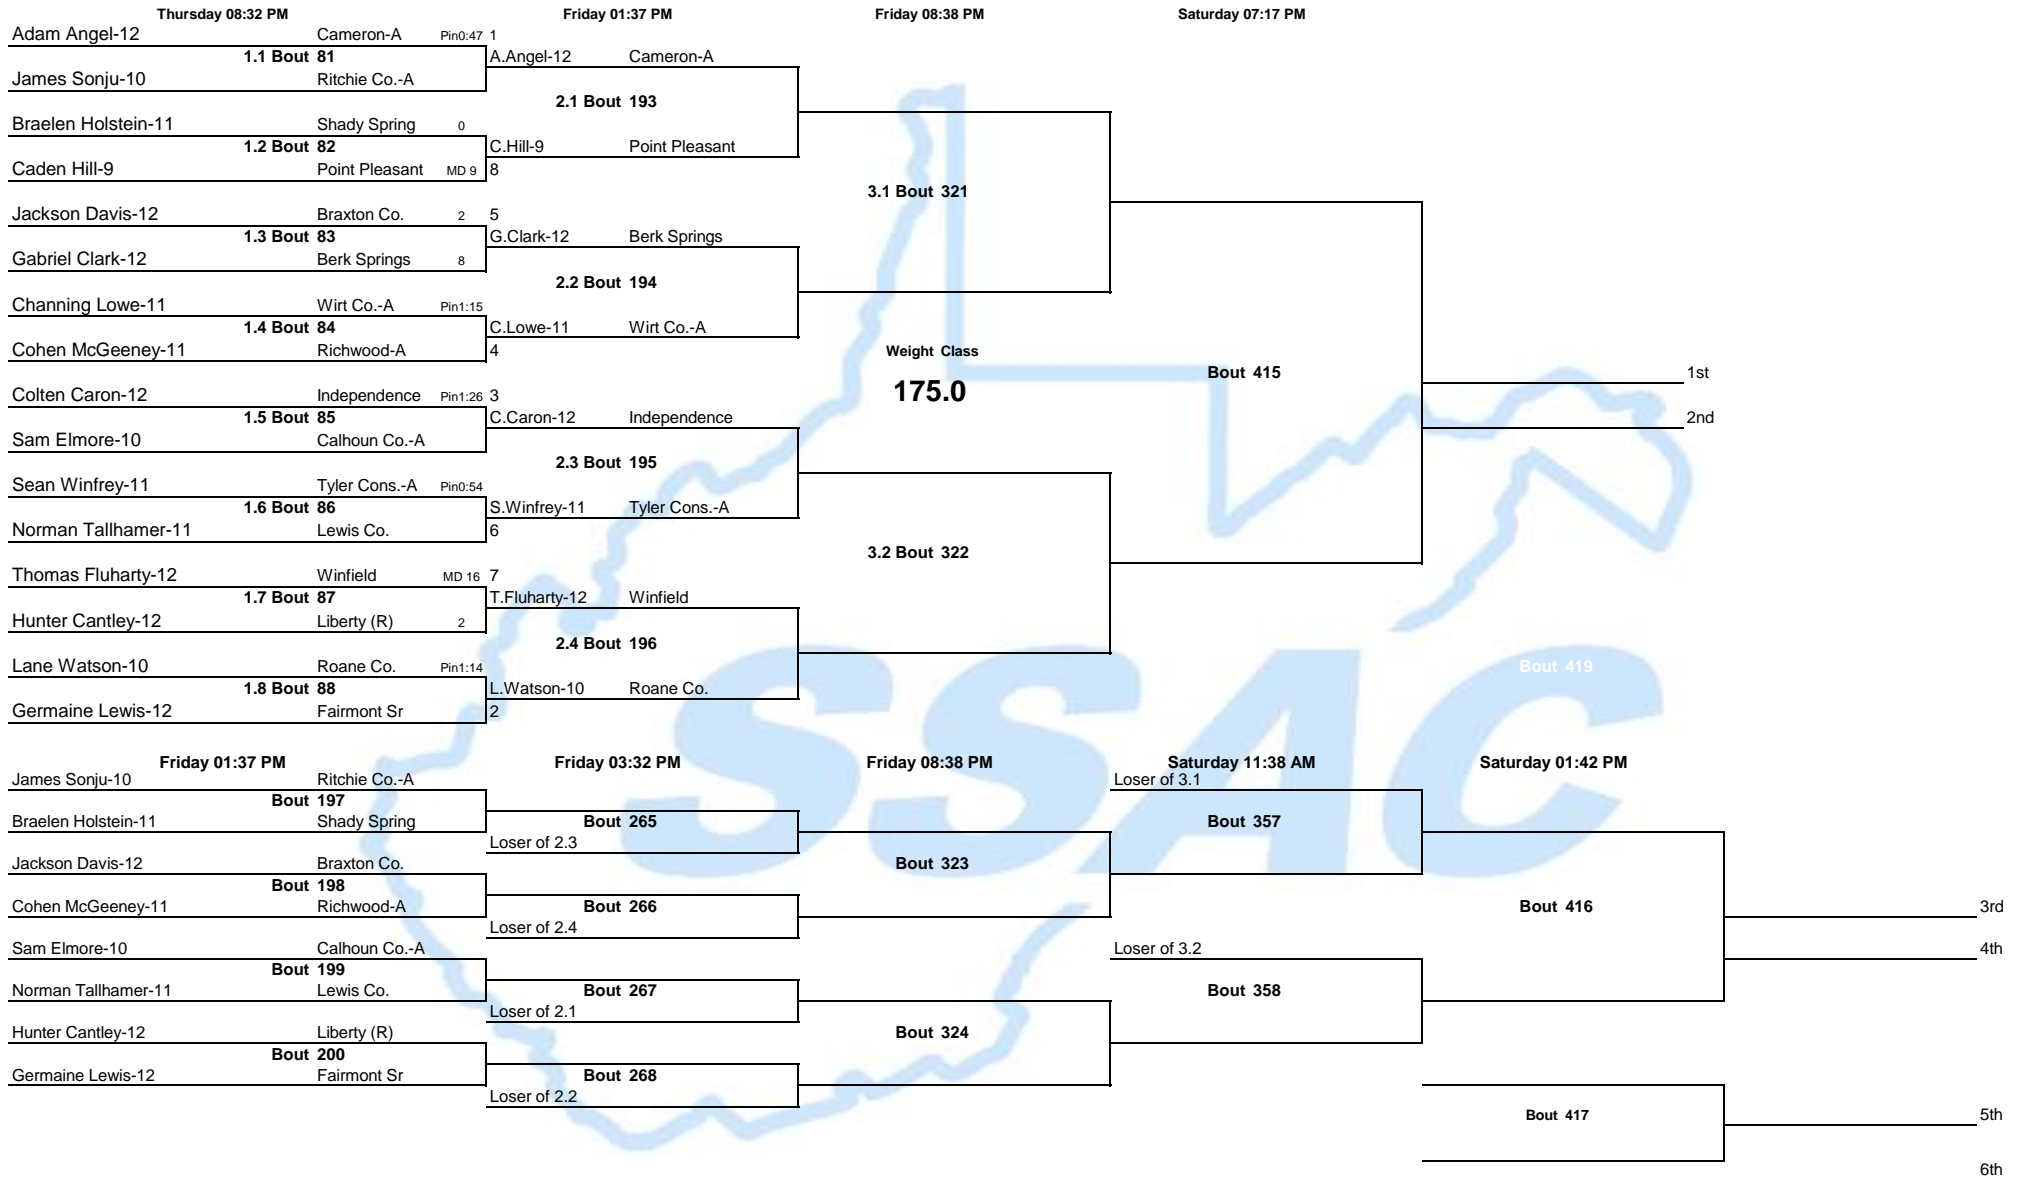 Thursday 08:32 PM Friday 01:37 PM Friday 08:38 PM Saturday 07:17 PM
Adam Angel-12 Cameron-A Pin0:47 1
1.1 Bout 81 A.Angel-12 Cameron-A
James Sonju-10 Ritchie Co.-A
2.1 Bout 193
Braelen Holstein-11 Shady Spring 0
1.2 Bout 82 C.Hill-9 Point Pleasant
Caden Hill-9 Point Pleasant MD 9 8
3.1 Bout 321
Jackson Davis-12 Braxton Co. 2 5
1.3 Bout 83 G.Clark-12 Berk Springs
Gabriel Clark-12 Berk Springs 8
2.2 Bout 194
Channing Lowe-11 Wirt Co.-A Pin1:15
1.4 Bout 84 C.Lowe-11 Wirt Co.-A
Cohen McGeeney-11 Richwood-A 4 Weight Class
Bout 415 1st
175.0
Colten Caron-12 Independence Pin1:26 3
1.5 Bout 85 C.Caron-12 Independence 2nd
Sam Elmore-10 Calhoun Co.-A
2.3 Bout 195
Sean Winfrey-11 Tyler Cons.-A Pin0:54
1.6 Bout 86 S.Winfrey-11 Tyler Cons.-A
Norman Tallhamer-11 Lewis Co. 6
3.2 Bout 322
Thomas Fluharty-12 Winfield MD 16 7
1.7 Bout 87 T.Fluharty-12 Winfield
Hunter Cantley-12 Liberty (R) 2
2.4 Bout 196
Lane Watson-10 Roane Co. Pin1:14 Bout 419
1.8 Bout 88 L.Watson-10 Roane Co.
Germaine Lewis-12 Fairmont Sr 2
SSAC
Friday 01:37 PM Friday 03:32 PM Friday 08:38 PM Saturday 11:38 AM Saturday 01:42 PM
James Sonju-10 Ritchie Co.-A Loser of 3.1
Bout 197
Braelen Holstein-11 Shady Spring Bout 265 Bout 357
Loser of 2.3
Jackson Davis-12 Braxton Co. Bout 323
Bout 198
Cohen McGeeney-11 Richwood-A Bout 266 Bout 416 3rd
Loser of 2.4
Sam Elmore-10 Calhoun Co.-A Loser of 3.2 4th
Bout 199
Norman Tallhamer-11 Lewis Co. Bout 267 Bout 358
Loser of 2.1
Hunter Cantley-12 Liberty (R) Bout 324
Bout 200
Germaine Lewis-12 Fairmont Sr Bout 268
Loser of 2.2
Bout 417 5th
6th